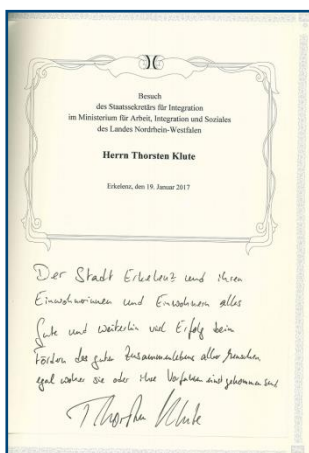 Besuch
des Staatssekretärs für Integration
im Ministerium für Arbeit, Integration und Soziales
des Landes Nordrhein-Westfalen
Herrn Thorsten Klute
Erkelenz, den 19. Januar 2017
Der Stadt Erkelenz und ihren
Einwohnerinnen und Einwohnern alles
Gute und weiterhin viel Erfolg beim
Fördern des guten Zusammenlebens aller Menschen
egal woher sie oder ihre Vorfahren einst gekommen sind
Thorsten Klute